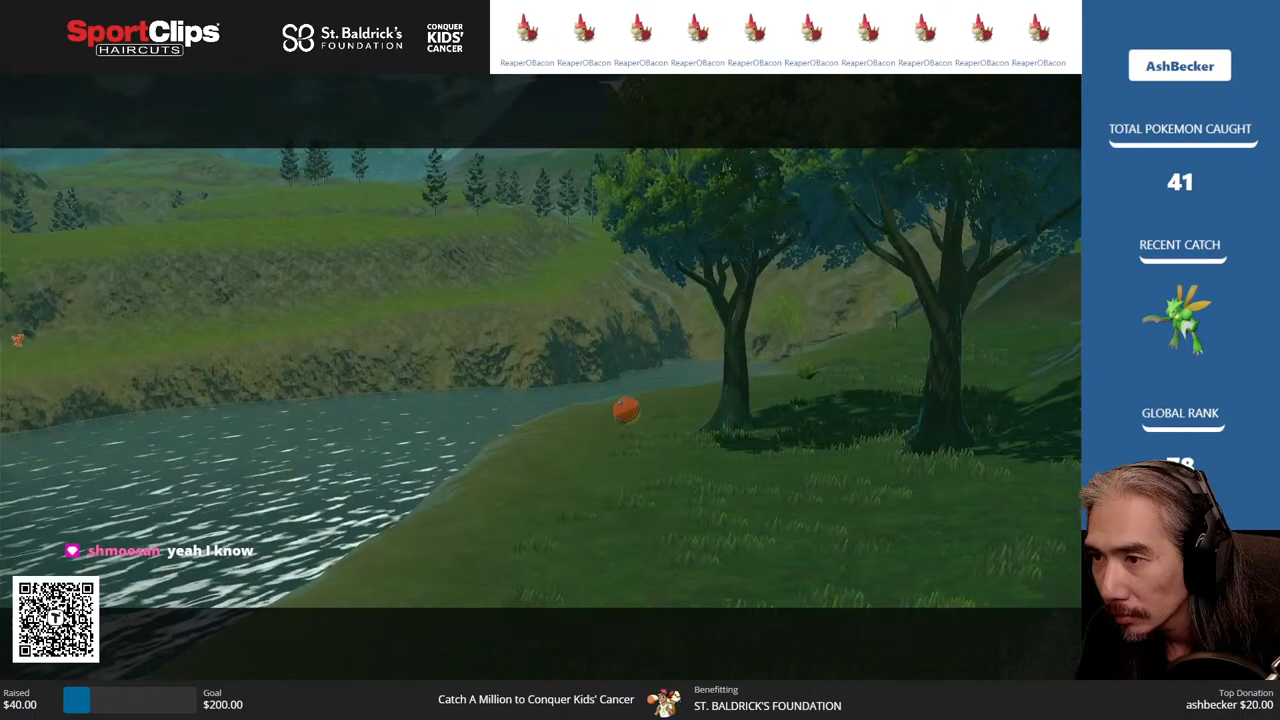 SportClips
HAIRCUTS
St. Baldrick's
FOUNDATION
CONQUER
KIDS'
CANCER
ReaperOBacon ReaperOBacon ReaperOBacon ReaperOBacon ReaperOBacon ReaperOBacon ReaperOBacon ReaperOBacon ReaperOBacon ReaperOBacon
AshBecker
TOTAL POKEMON CAUGHT
41
RECENT CATCH
GLOBAL RANK
78
shmoesan yeah I know
Raised
$40.00
Goal
$200.00
Catch A Million to Conquer Kids' Cancer
Benefitting
ST. BALDRICK'S FOUNDATION
Top Donation
ashbecker $20.00